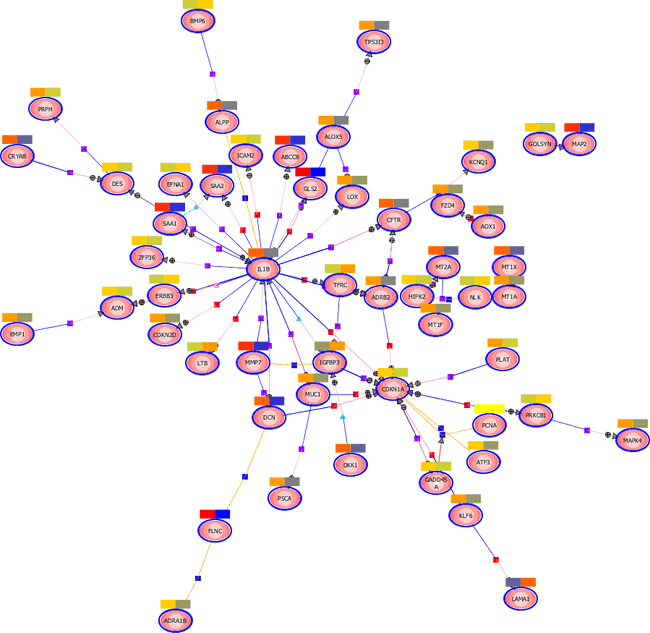 BMP6
TP53I3
PRPH
ALPP
ALOX5
CRYAB
ICAM2
ABCC8
KCNQ1
GOLSYN
MAP2
DES
EFNA1
SAA2
GLS2
LOX
FZD4
SAA1
CFTR
AOX1
ZFP36
IL1B
MT2A
MT1X
ADM
ERBB3
TFRC
ADRB2
HIPK2
NLK
MT1A
EMP1
CDKN2D
MT1F
LTB
MMP7
IGFBP3
PLAT
MUC1
CDKN1A
DCN
PRKCB1
PCNA
MAPK4
DKK1
ATF3
PSCA
GADD45
A
KLF6
FLNC
LAMA1
ADRA1B